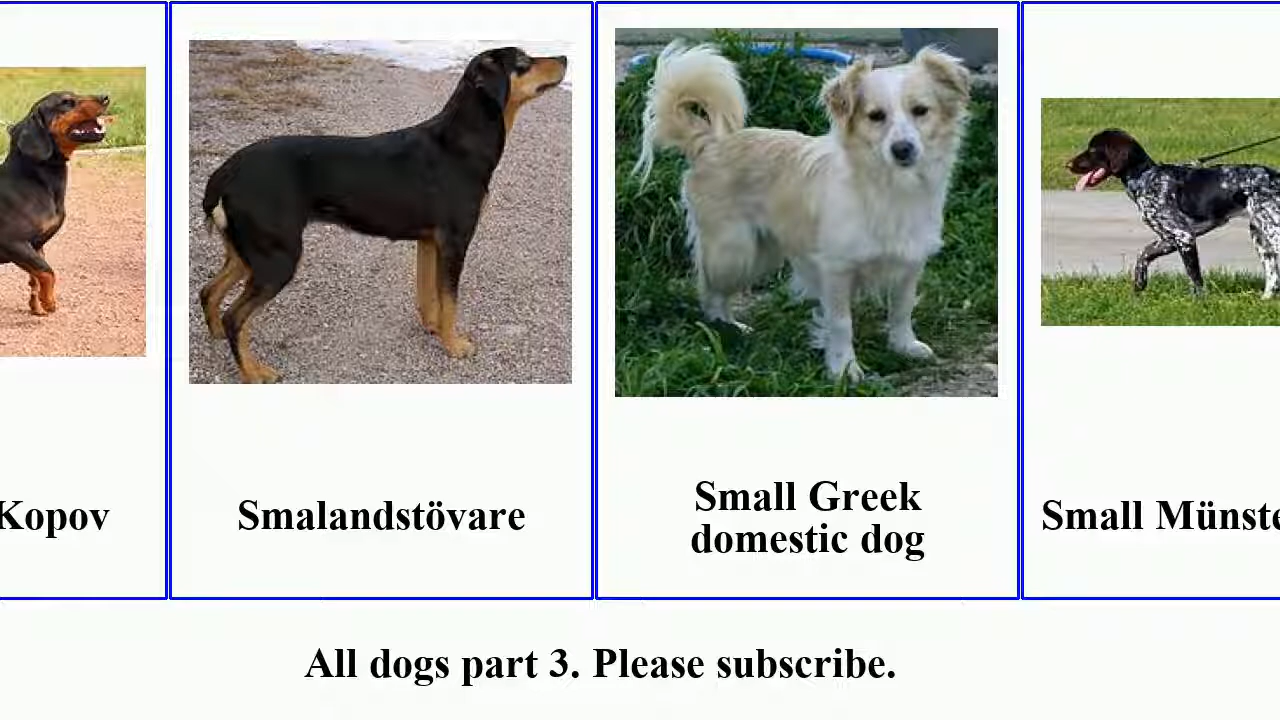 Kopov
Smalandstövare
Small Greek
domestic dog
Small Münste
All dogs part 3. Please subscribe.